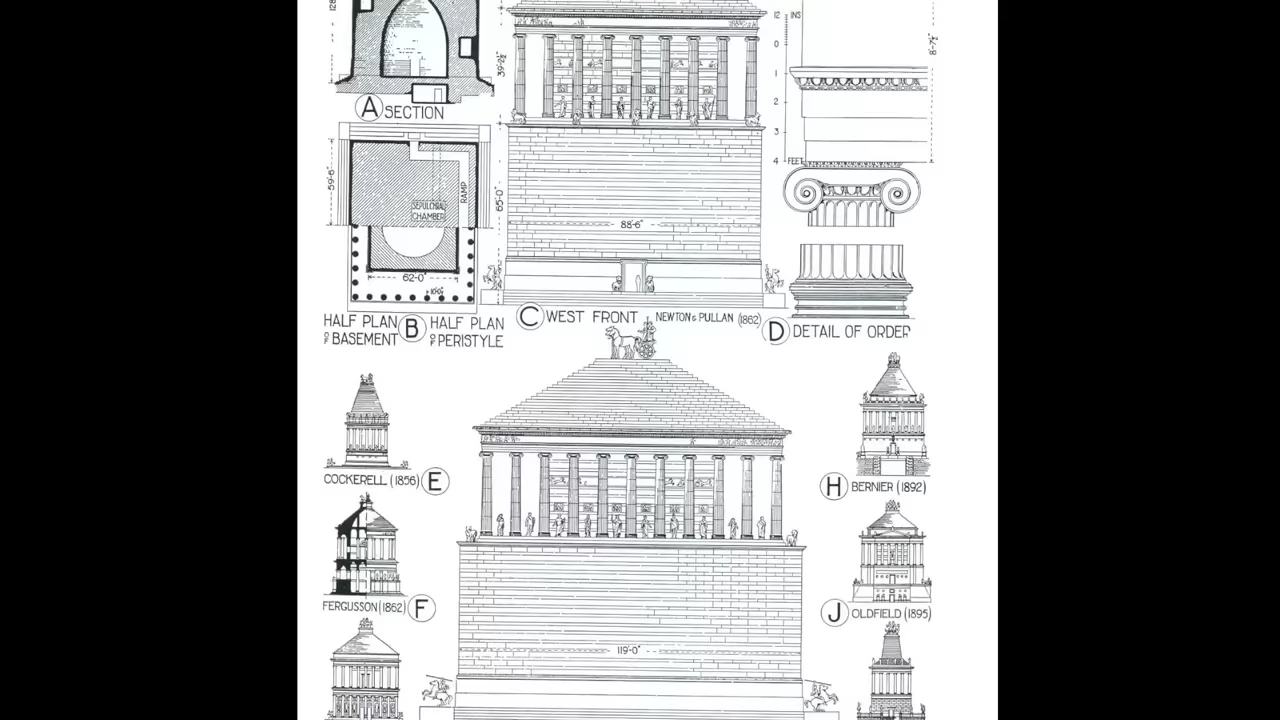 A SECTION
39'-2½"
12 INS
0
1
2
3
4 FEET
8-7½
59'-6"
RAMP
SEPULCHRAL
CHAMBER
62'-0"
65'-0"
88'-6"
HALF PLAN
OF BASEMENT
B
HALF PLAN
OF PERISTYLE
C WEST FRONT NEWTON & PULLAN (1862)
D DETAIL OF ORDER
COCKERELL (1856) E
H BERNIER (1892)
FERGUSSON (1862) F
J OLDFIELD (1895)
119'-0"